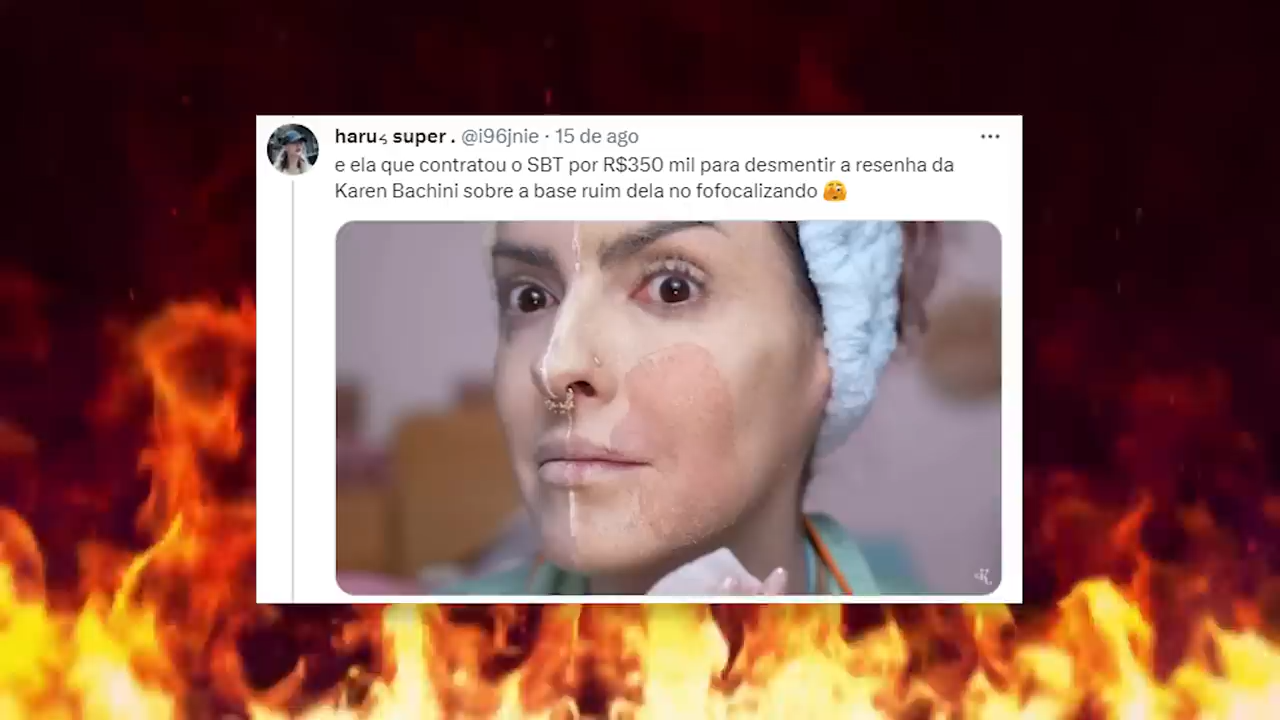 haruς super . @i96jnie · 15 de ago
e ela que contratou o SBT por R$350 mil para desmentir a resenha da
Karen Bachini sobre a base ruim dela no fofocalizando 🫣